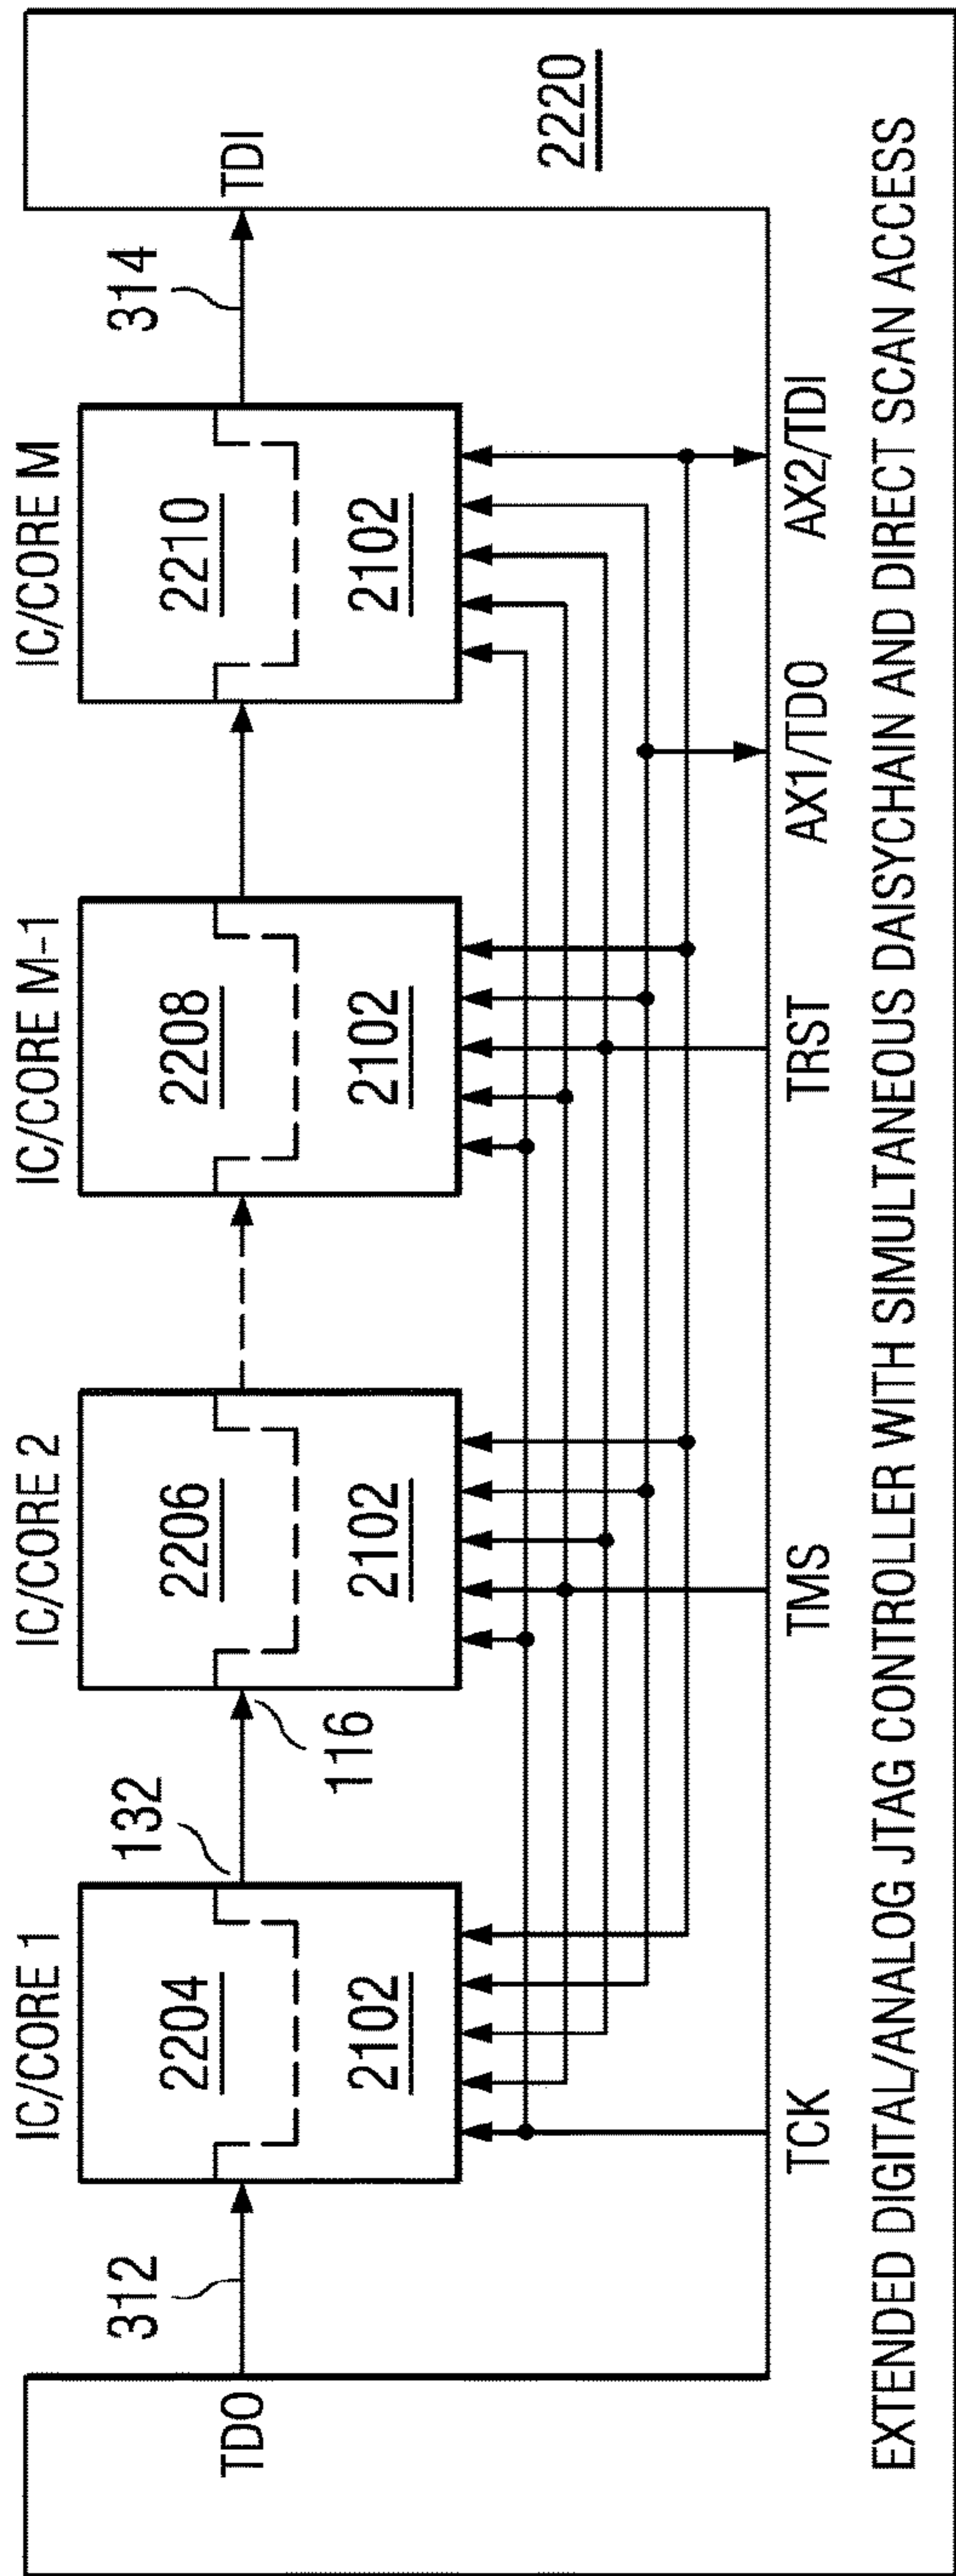 IC/CORE 1
IC/CORE 2
IC/CORE M-1
IC/CORE M
2204
2206
2208
2210
312
132
314
TDO
TDI
116
2102
2102
2102
2102
2220
TCK
TMS
TRST
AX1/TDO
AX2/TDI
EXTENDED DIGITAL/ANALOG JTAG CONTROLLER WITH SIMULTANEOUS DAISYCHAIN AND DIRECT SCAN ACCESS